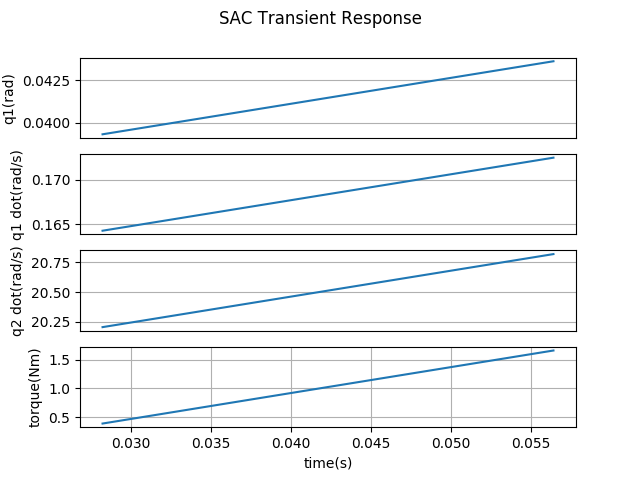 SAC Transient Response
q1(rad)
0.0425
0.0400
q1 dot(rad/s)
0.170
0.165
q2 dot(rad/s)
20.75
20.50
20.25
torque(Nm)
1.5
1.0
0.5
0.030 0.035 0.040 0.045 0.050 0.055
time(s)